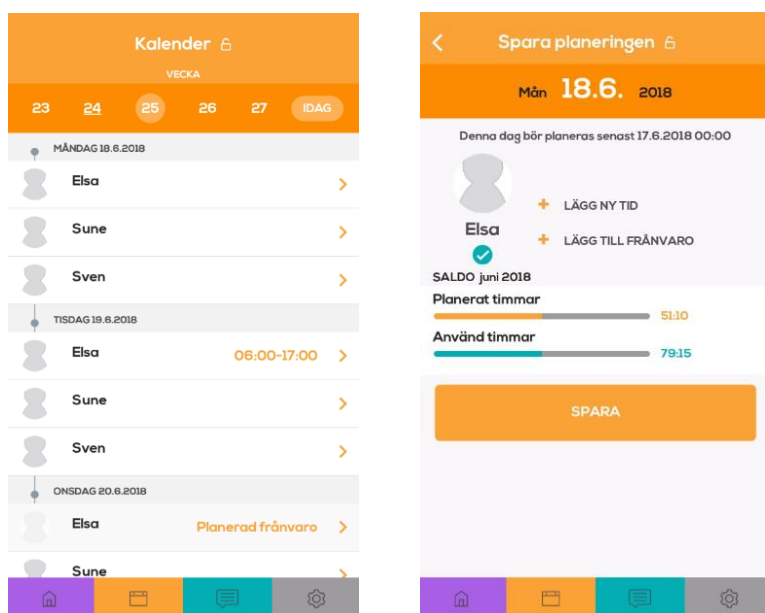 Kalender
VECKA
23 24 25 26 27 IDAG
MÅNDAG 18.6.2018
Elsa
Sune
Sven
TISDAG 19.6.2018
Elsa 06:00-17:00
Sune
Sven
ONSDAG 20.6.2018
Elsa Planerad frånvaro
Sune
Spara planeringen
Mån 18.6. 2018
Denna dag bör planeras senast 17.6.2018 00:00
+ LÄGG NY TID
Elsa
+ LÄGG TILL FRÅNVARO
SALDO juni 2018
Planerat timmar
51:10
Använd timmar
79:15
SPARA